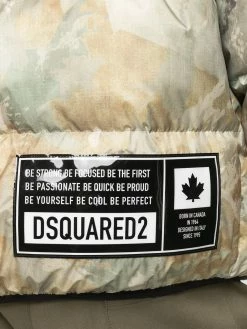 BE STRONG BE FOCUSED BE THE FIRST
BE PASSIONATE BE QUICK BE PROUD
BE YOURSELF BE COOL BE PERFECT
DSQUARED2
BORN IN CANADA
IN 1964
DESIGNED IN ITALY
SINCE 1995